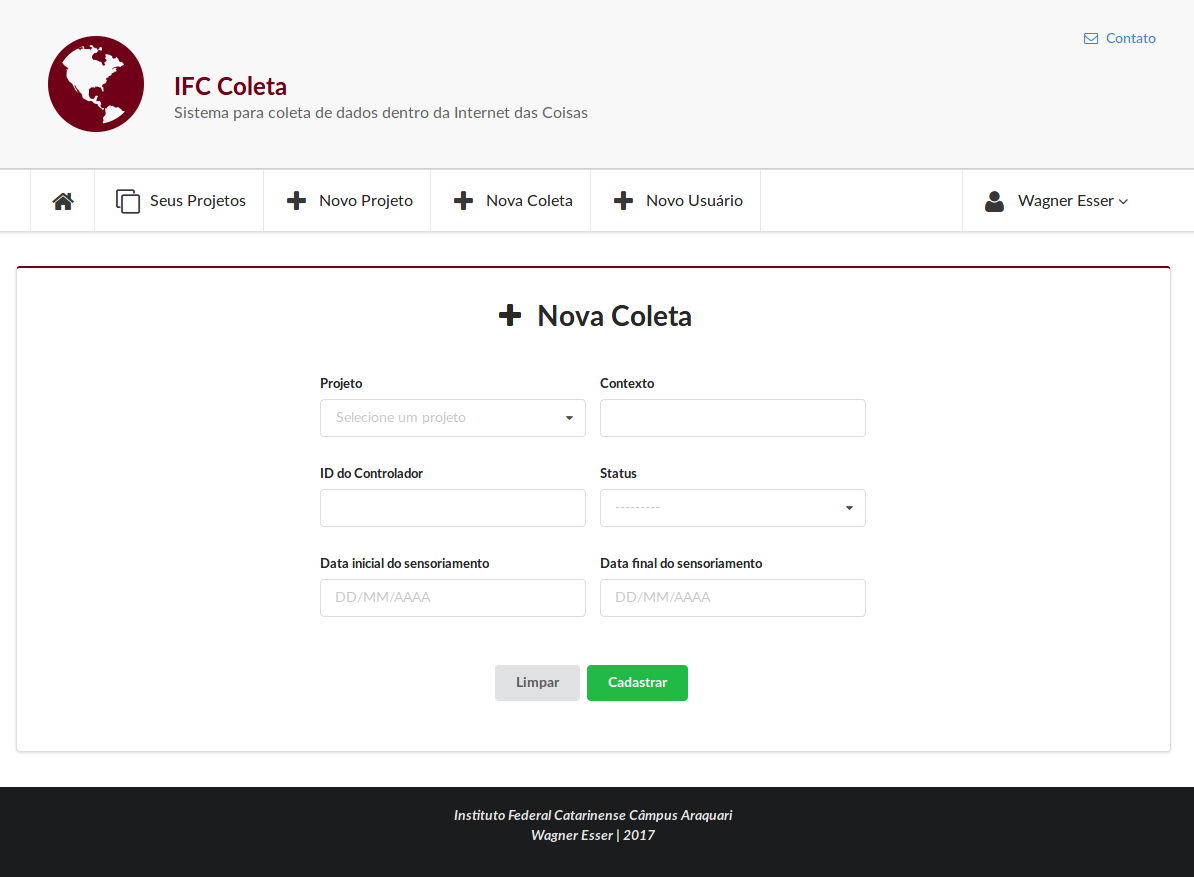 Contato
IFC Coleta
Sistema para coleta de dados dentro da Internet das Coisas
Seus Projetos Novo Projeto Nova Coleta Novo Usuário Wagner Esser
Nova Coleta
Projeto Contexto
Selecione um projeto
ID do Controlador Status
---------
Data inicial do sensoriamento Data final do sensoriamento
DD/MM/AAAA DD/MM/AAAA
Limpar Cadastrar
Instituto Federal Catarinense Câmpus Araquari
Wagner Esser | 2017